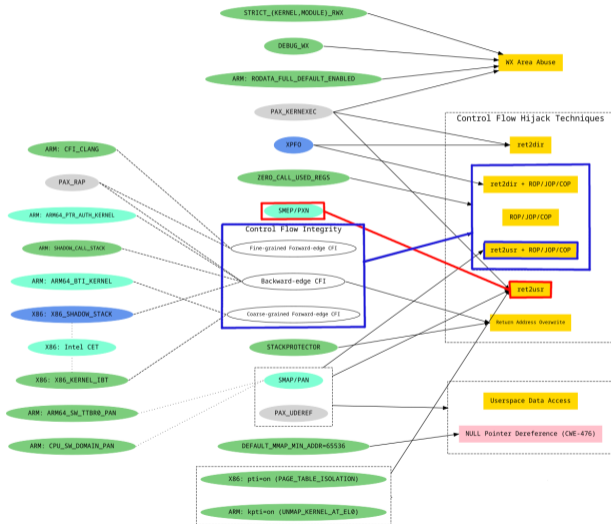 STRICT_(KERNEL,MODULE)_RWX
DEBUG_WX
WX Area Abuse
ARM: RODATA_FULL_DEFAULT_ENABLED
PAX_KERNEXEC
Control Flow Hijack Techniques
ARM: CFI_CLANG
XPFO
ret2dir
PAX_RAP
ZERO_CALL_USED_REGS
ret2dir + ROP/JOP/COP
ARM: ARM64_PTR_AUTH_KERNEL
SMEP/PXN
ROP/JOP/COP
Control Flow Integrity
ARM: SHADOW_CALL_STACK
Fine-grained Forward-edge CFI
ret2usr + ROP/JOP/COP
ARM: ARM64_BTI_KERNEL
Backward-edge CFI
ret2usr
X86: X86_SHADOW_STACK
Coarse-grained Forward-edge CFI
Return Address Overwrite
X86: Intel CET
STACKPROTECTOR
X86: X86_KERNEL_IBT
SMAP/PAN
Userspace Data Access
ARM: ARM64_SW_TTBR0_PAN
PAX_UDEREF
NULL Pointer Dereference (CWE-476)
ARM: CPU_SW_DOMAIN_PAN
DEFAULT_MMAP_MIN_ADDR=65536
X86: pti=on (PAGE_TABLE_ISOLATION)
ARM: kpti=on (UNMAP_KERNEL_AT_EL0)